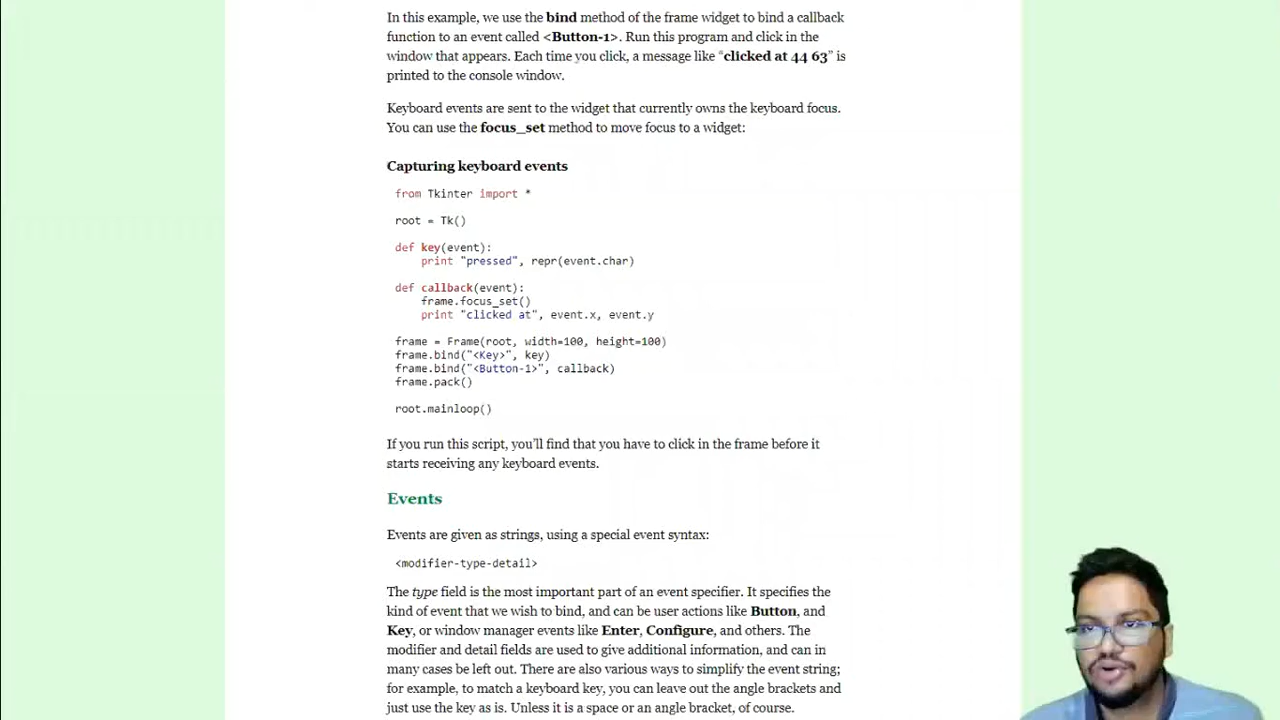 In this example, we use the bind method of the frame widget to bind a callback
function to an event called <Button-1>. Run this program and click in the
window that appears. Each time you click, a message like “clicked at 44 63” is
printed to the console window.
Keyboard events are sent to the widget that currently owns the keyboard focus.
You can use the focus_set method to move focus to a widget:
Capturing keyboard events
from Tkinter import *
root = Tk()
def key(event):
    print "pressed", repr(event.char)
def callback(event):
    frame.focus_set()
    print "clicked at", event.x, event.y
frame = Frame(root, width=100, height=100)
frame.bind("<Key>", key)
frame.bind("<Button-1>", callback)
frame.pack()
root.mainloop()
If you run this script, you’ll find that you have to click in the frame before it
starts receiving any keyboard events.
Events
Events are given as strings, using a special event syntax:
<modifier-type-detail>
The type field is the most important part of an event specifier. It specifies the
kind of event that we wish to bind, and can be user actions like Button, and
Key, or window manager events like Enter, Configure, and others. The
modifier and detail fields are used to give additional information, and can in
many cases be left out. There are also various ways to simplify the event string;
for example, to match a keyboard key, you can leave out the angle brackets and
just use the key as is. Unless it is a space or an angle bracket, of course.